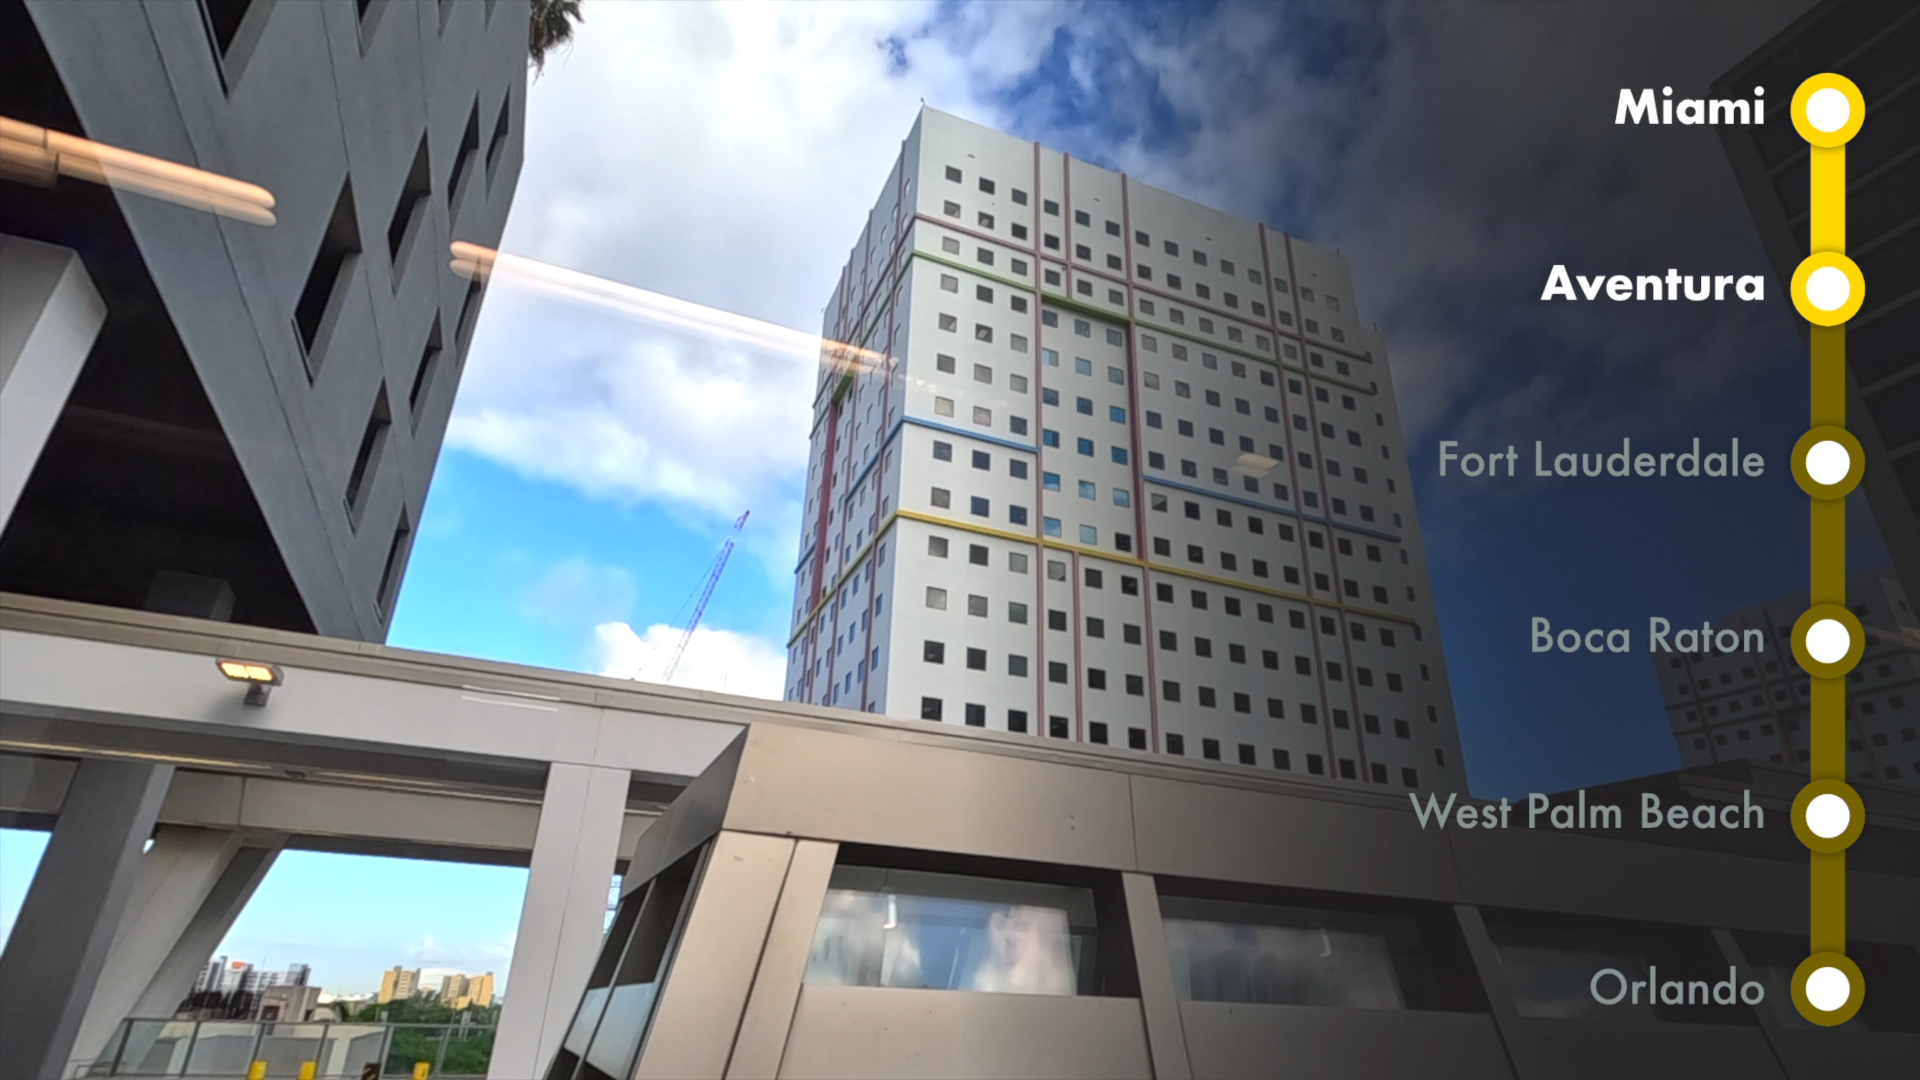 Miami
Aventura
Fort Lauderdale
Boca Raton
West Palm Beach
Orlando